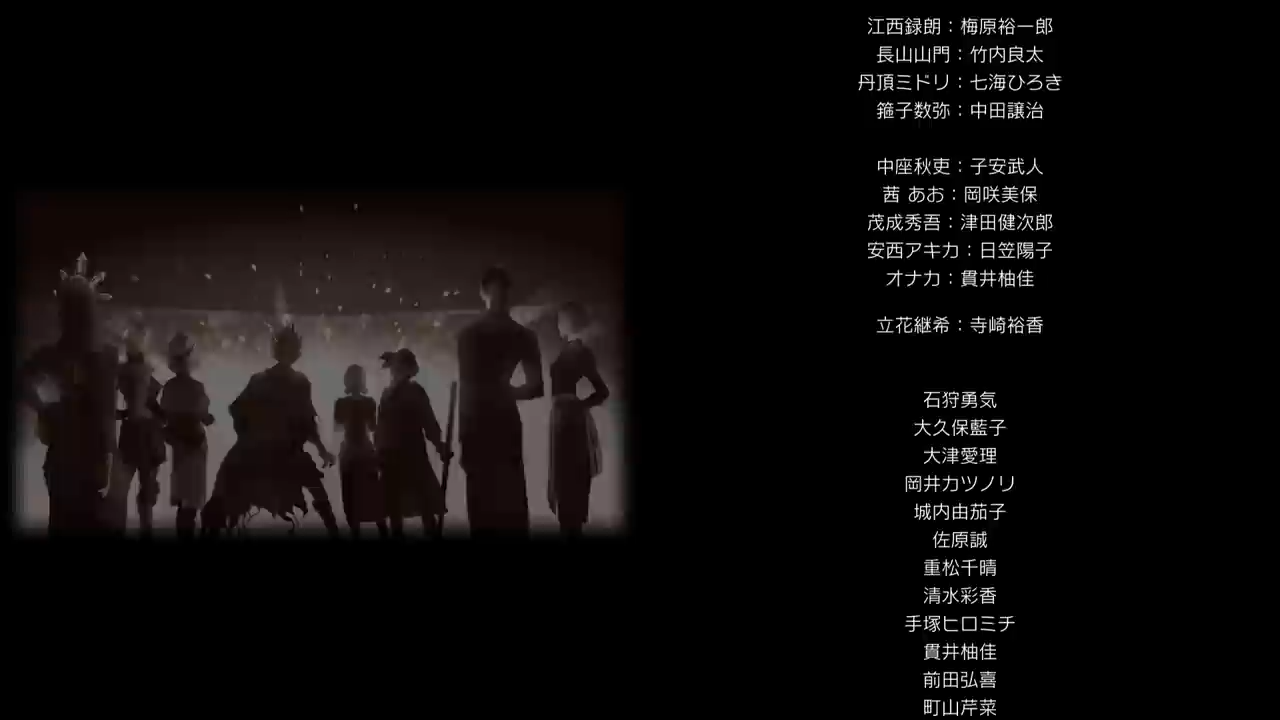 江西録朗：梅原裕一郎
長山山門：竹内良太
丹頂ミドリ：七海ひろき
箍子数弥：中田譲治
中座秋吏：子安武人
茜 あお：岡咲美保
茂成秀吾：津田健次郎
安西アキカ：日笠陽子
オナカ：貫井柚佳
立花継希：寺崎裕香
石狩勇気
大久保藍子
大津愛理
岡井カツノリ
城内由茄子
佐原誠
重松千晴
清水彩香
手塚ヒロミチ
貫井柚佳
前田弘喜
町山芹菜